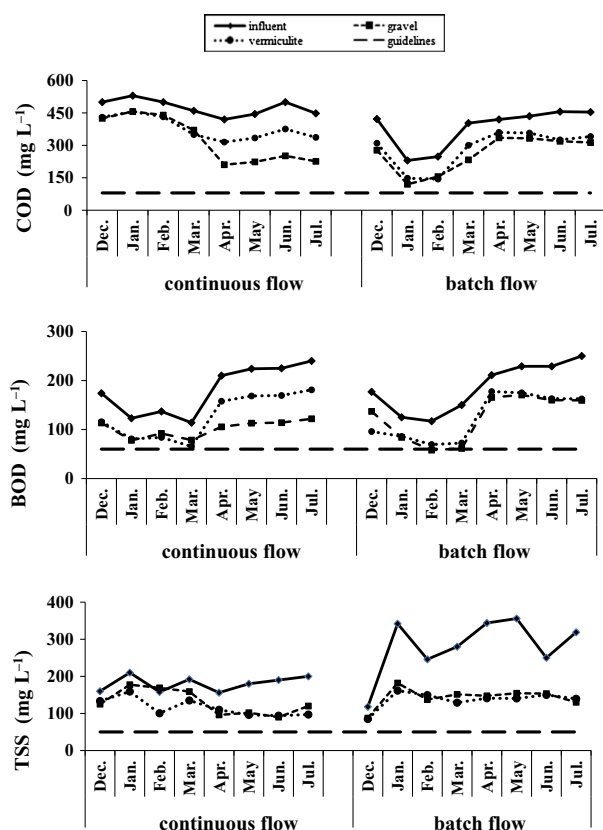 influent gravel
vermiculite guidelines
COD (mg L⁻¹)
600
450
300
150
0
Dec. Jan. Feb. Mar. Apr. May Jun. Jul. Dec. Jan. Feb. Mar. Apr. May Jun. Jul.
continuous flow batch flow
BOD (mg L⁻¹)
300
200
100
0
Dec. Jan. Feb. Mar. Apr. May Jun. Jul. Dec. Jan. Feb. Mar. Apr. May Jun. Jul.
continuous flow batch flow
TSS (mg L⁻¹)
400
300
200
100
0
Dec. Jan. Feb. Mar. Apr. May Jun. Jul. Dec. Jan. Feb. Mar. Apr. May Jun. Jul.
continuous flow batch flow